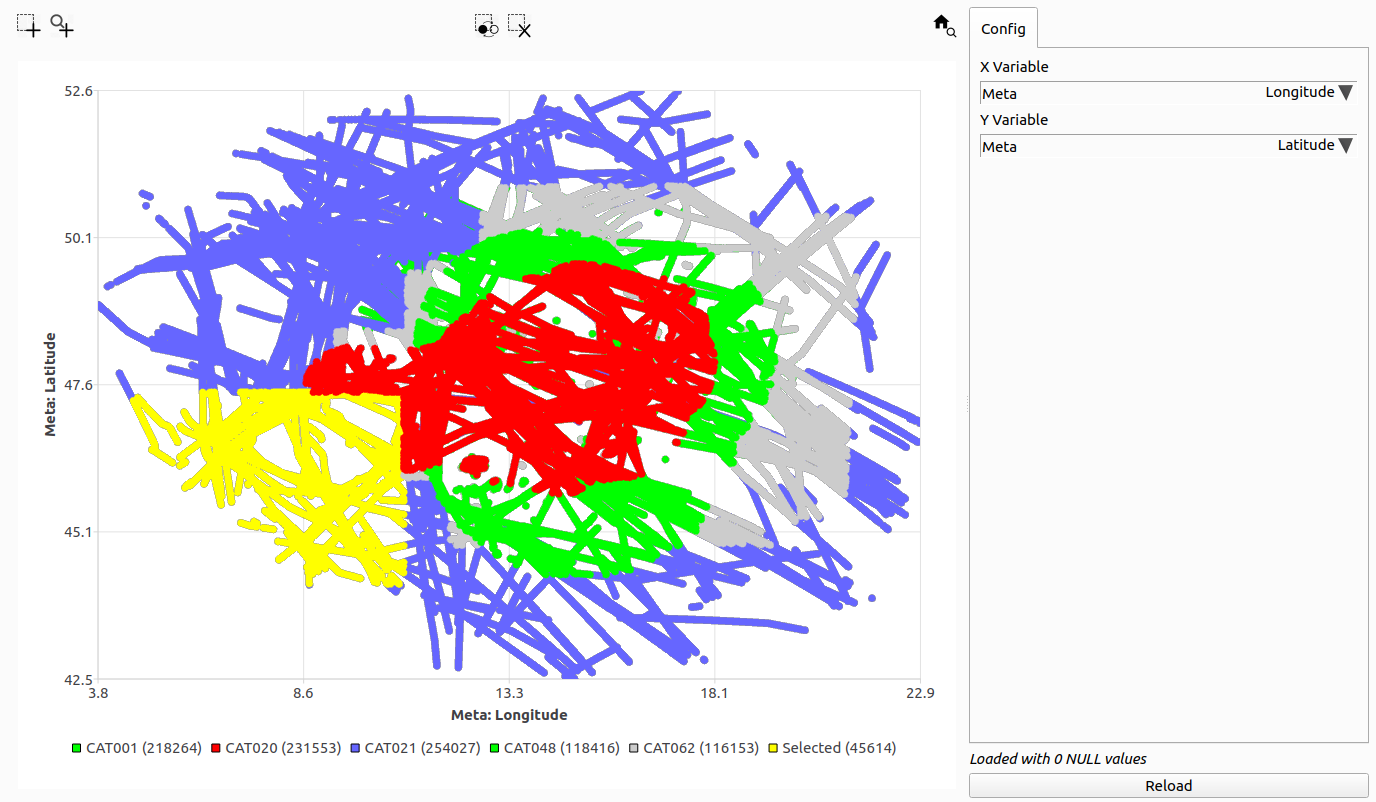 Config
X Variable
Meta Longitude
Y Variable
Meta Latitude
52.6
50.1
47.6
45.1
42.5
Meta: Latitude
3.8 8.6 13.3 18.1 22.9
Meta: Longitude
CAT001 (218264) CAT020 (231553) CAT021 (254027) CAT048 (118416) CAT062 (116153) Selected (45614)
Loaded with 0 NULL values
Reload